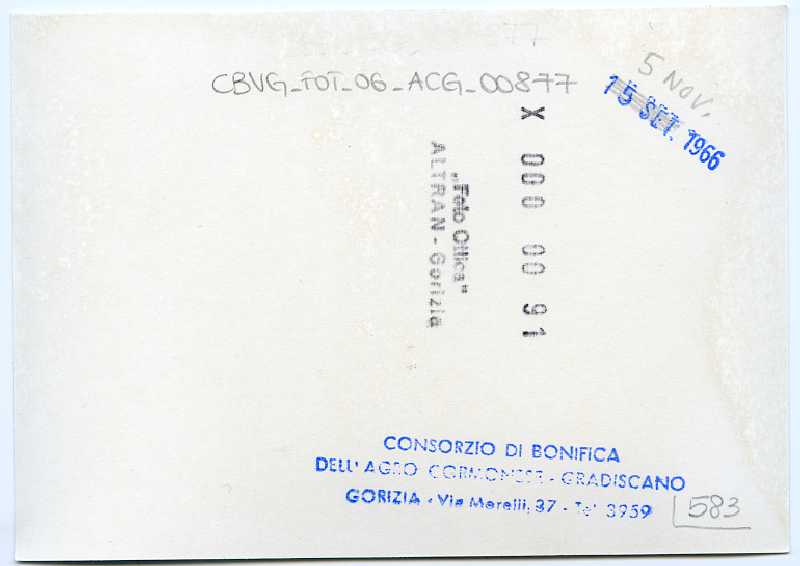 CBVG_FOT_06_ACG_00877
5 NOV.
15 SET. 1966
X 000 00 91
"Foto Ottica"
ALTRAN - Gorizia
CONSORZIO DI BONIFICA
DELL'AGRO CORMONESE - GRADISCANO
GORIZIA - Via Morelli, 37 - Tel 3959
583